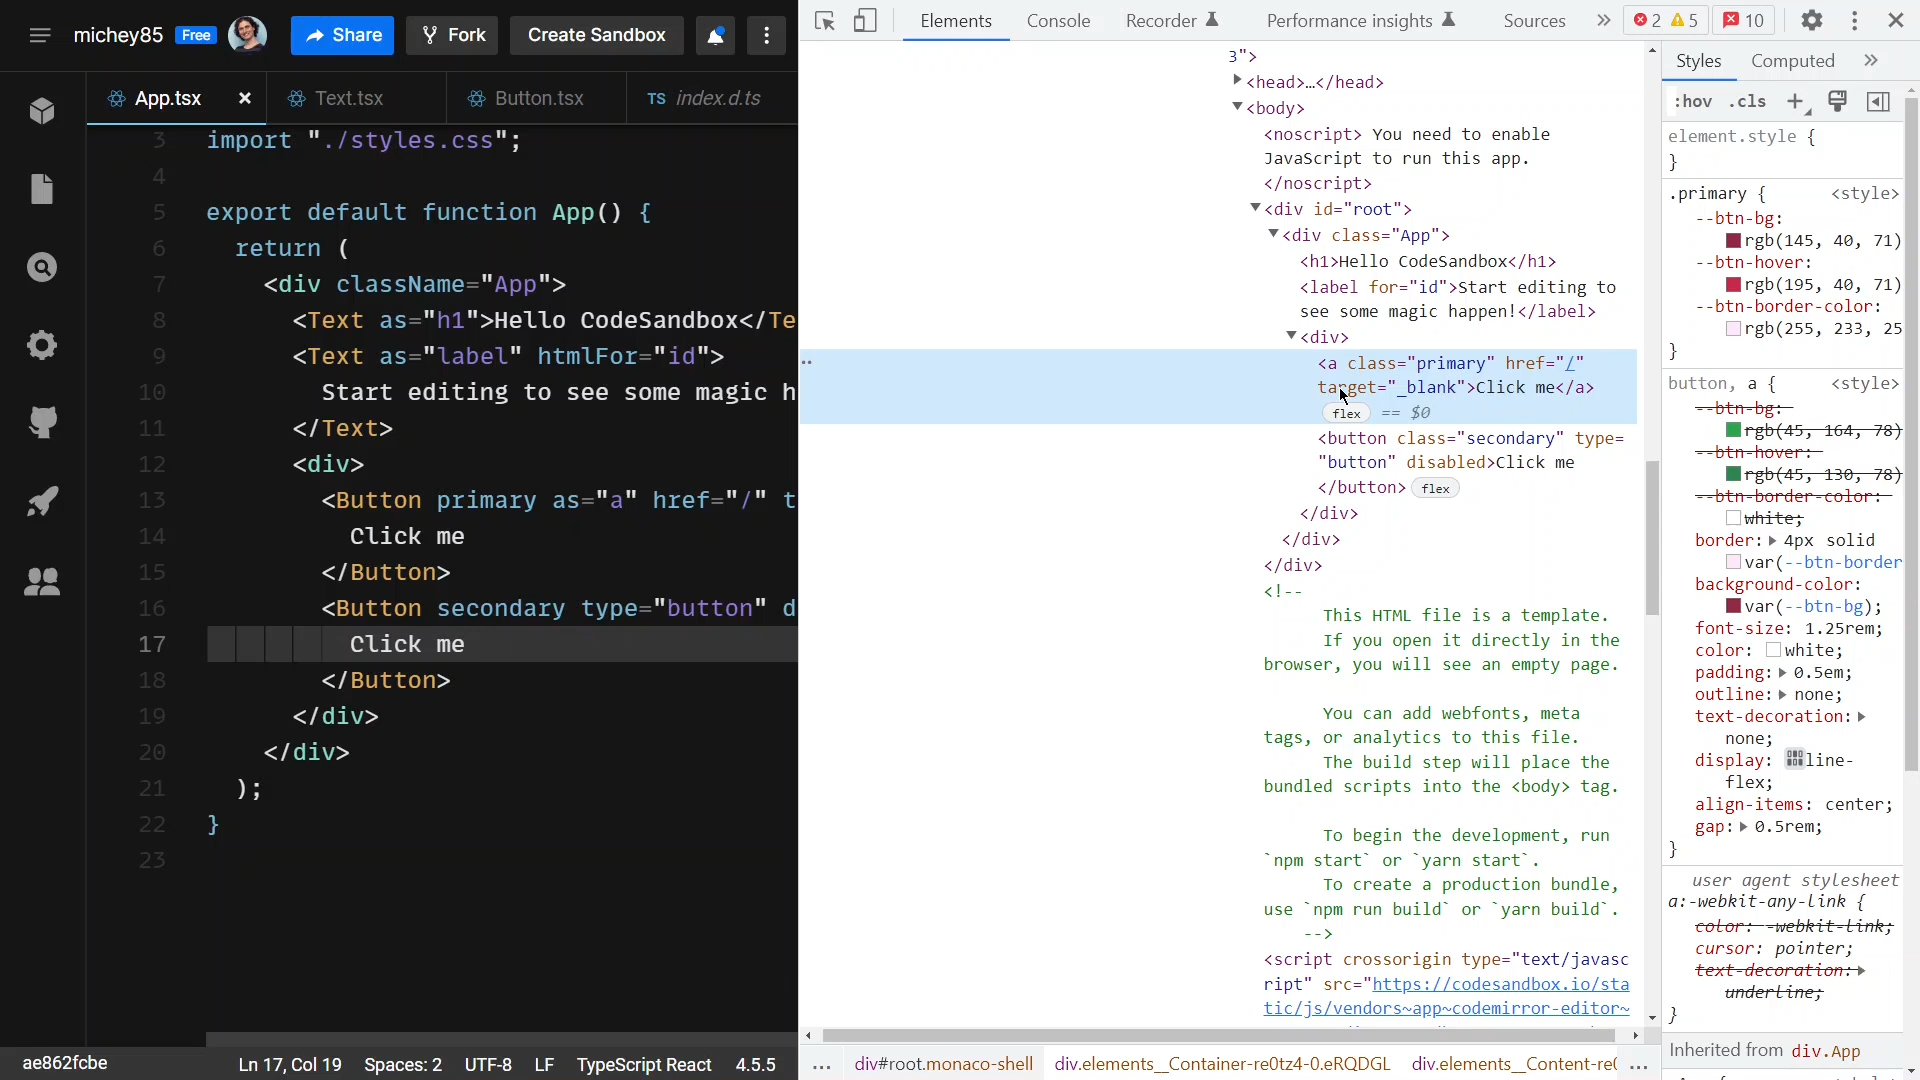 michey85 Free Share Fork Create Sandbox
App.tsx Text.tsx Button.tsx TS index.d.ts
3 import "./styles.css";
4
5 export default function App() {
6 return (
7 <div className="App">
8 <Text as="h1">Hello CodeSandbox</Te
9 <Text as="label" htmlFor="id">
10 Start editing to see some magic h
11 </Text>
12 <div>
13 <Button primary as="a" href="/" t
14 Click me
15 </Button>
16 <Button secondary type="button" d
17 Click me
18 </Button>
19 </div>
20 </div>
21 );
22 }
23
ae862fcbe Ln 17, Col 19 Spaces: 2 UTF-8 LF TypeScript React 4.5.5
Elements Console Recorder Performance insights Sources » 2 5 10
3">
<head>…</head>
<body>
<noscript> You need to enable
JavaScript to run this app.
</noscript>
<div id="root">
<div class="App">
<h1>Hello CodeSandbox</h1>
<label for="id">Start editing to
see some magic happen!</label>
<div>
<a class="primary" href="/"
target="_blank">Click me</a>
flex == $0
<button class="secondary" type=
"button" disabled>Click me
</button> flex
</div>
</div>
</div>
<!--
This HTML file is a template.
If you open it directly in the
browser, you will see an empty page.
You can add webfonts, meta
tags, or analytics to this file.
The build step will place the
bundled scripts into the <body> tag.
To begin the development, run
`npm start` or `yarn start`.
To create a production bundle,
use `npm run build` or `yarn build`.
-->
<script crossorigin type="text/javasc
ript" src="https://codesandbox.io/sta
tic/js/vendors~app~codemirror-editor~
... div#root.monaco-shell div.elements__Container-re0tz4-0.eRQDGL div.elements__Content-re0 ...
Styles Computed »
:hov .cls +
element.style {
}
.primary { <style>
--btn-bg:
rgb(145, 40, 71)
--btn-hover:
rgb(195, 40, 71)
--btn-border-color:
rgb(255, 233, 25
}
button, a { <style>
--btn-bg:
rgb(45, 164, 78)
--btn-hover:
rgb(45, 130, 78)
--btn-border-color:
white;
border: 4px solid
var(--btn-border
background-color:
var(--btn-bg);
font-size: 1.25rem;
color: white;
padding: 0.5em;
outline: none;
text-decoration:
none;
display: line-
flex;
align-items: center;
gap: 0.5rem;
}
user agent stylesheet
a:-webkit-any-link {
color: -webkit-link;
cursor: pointer;
text-decoration:
underline;
}
Inherited from div.App